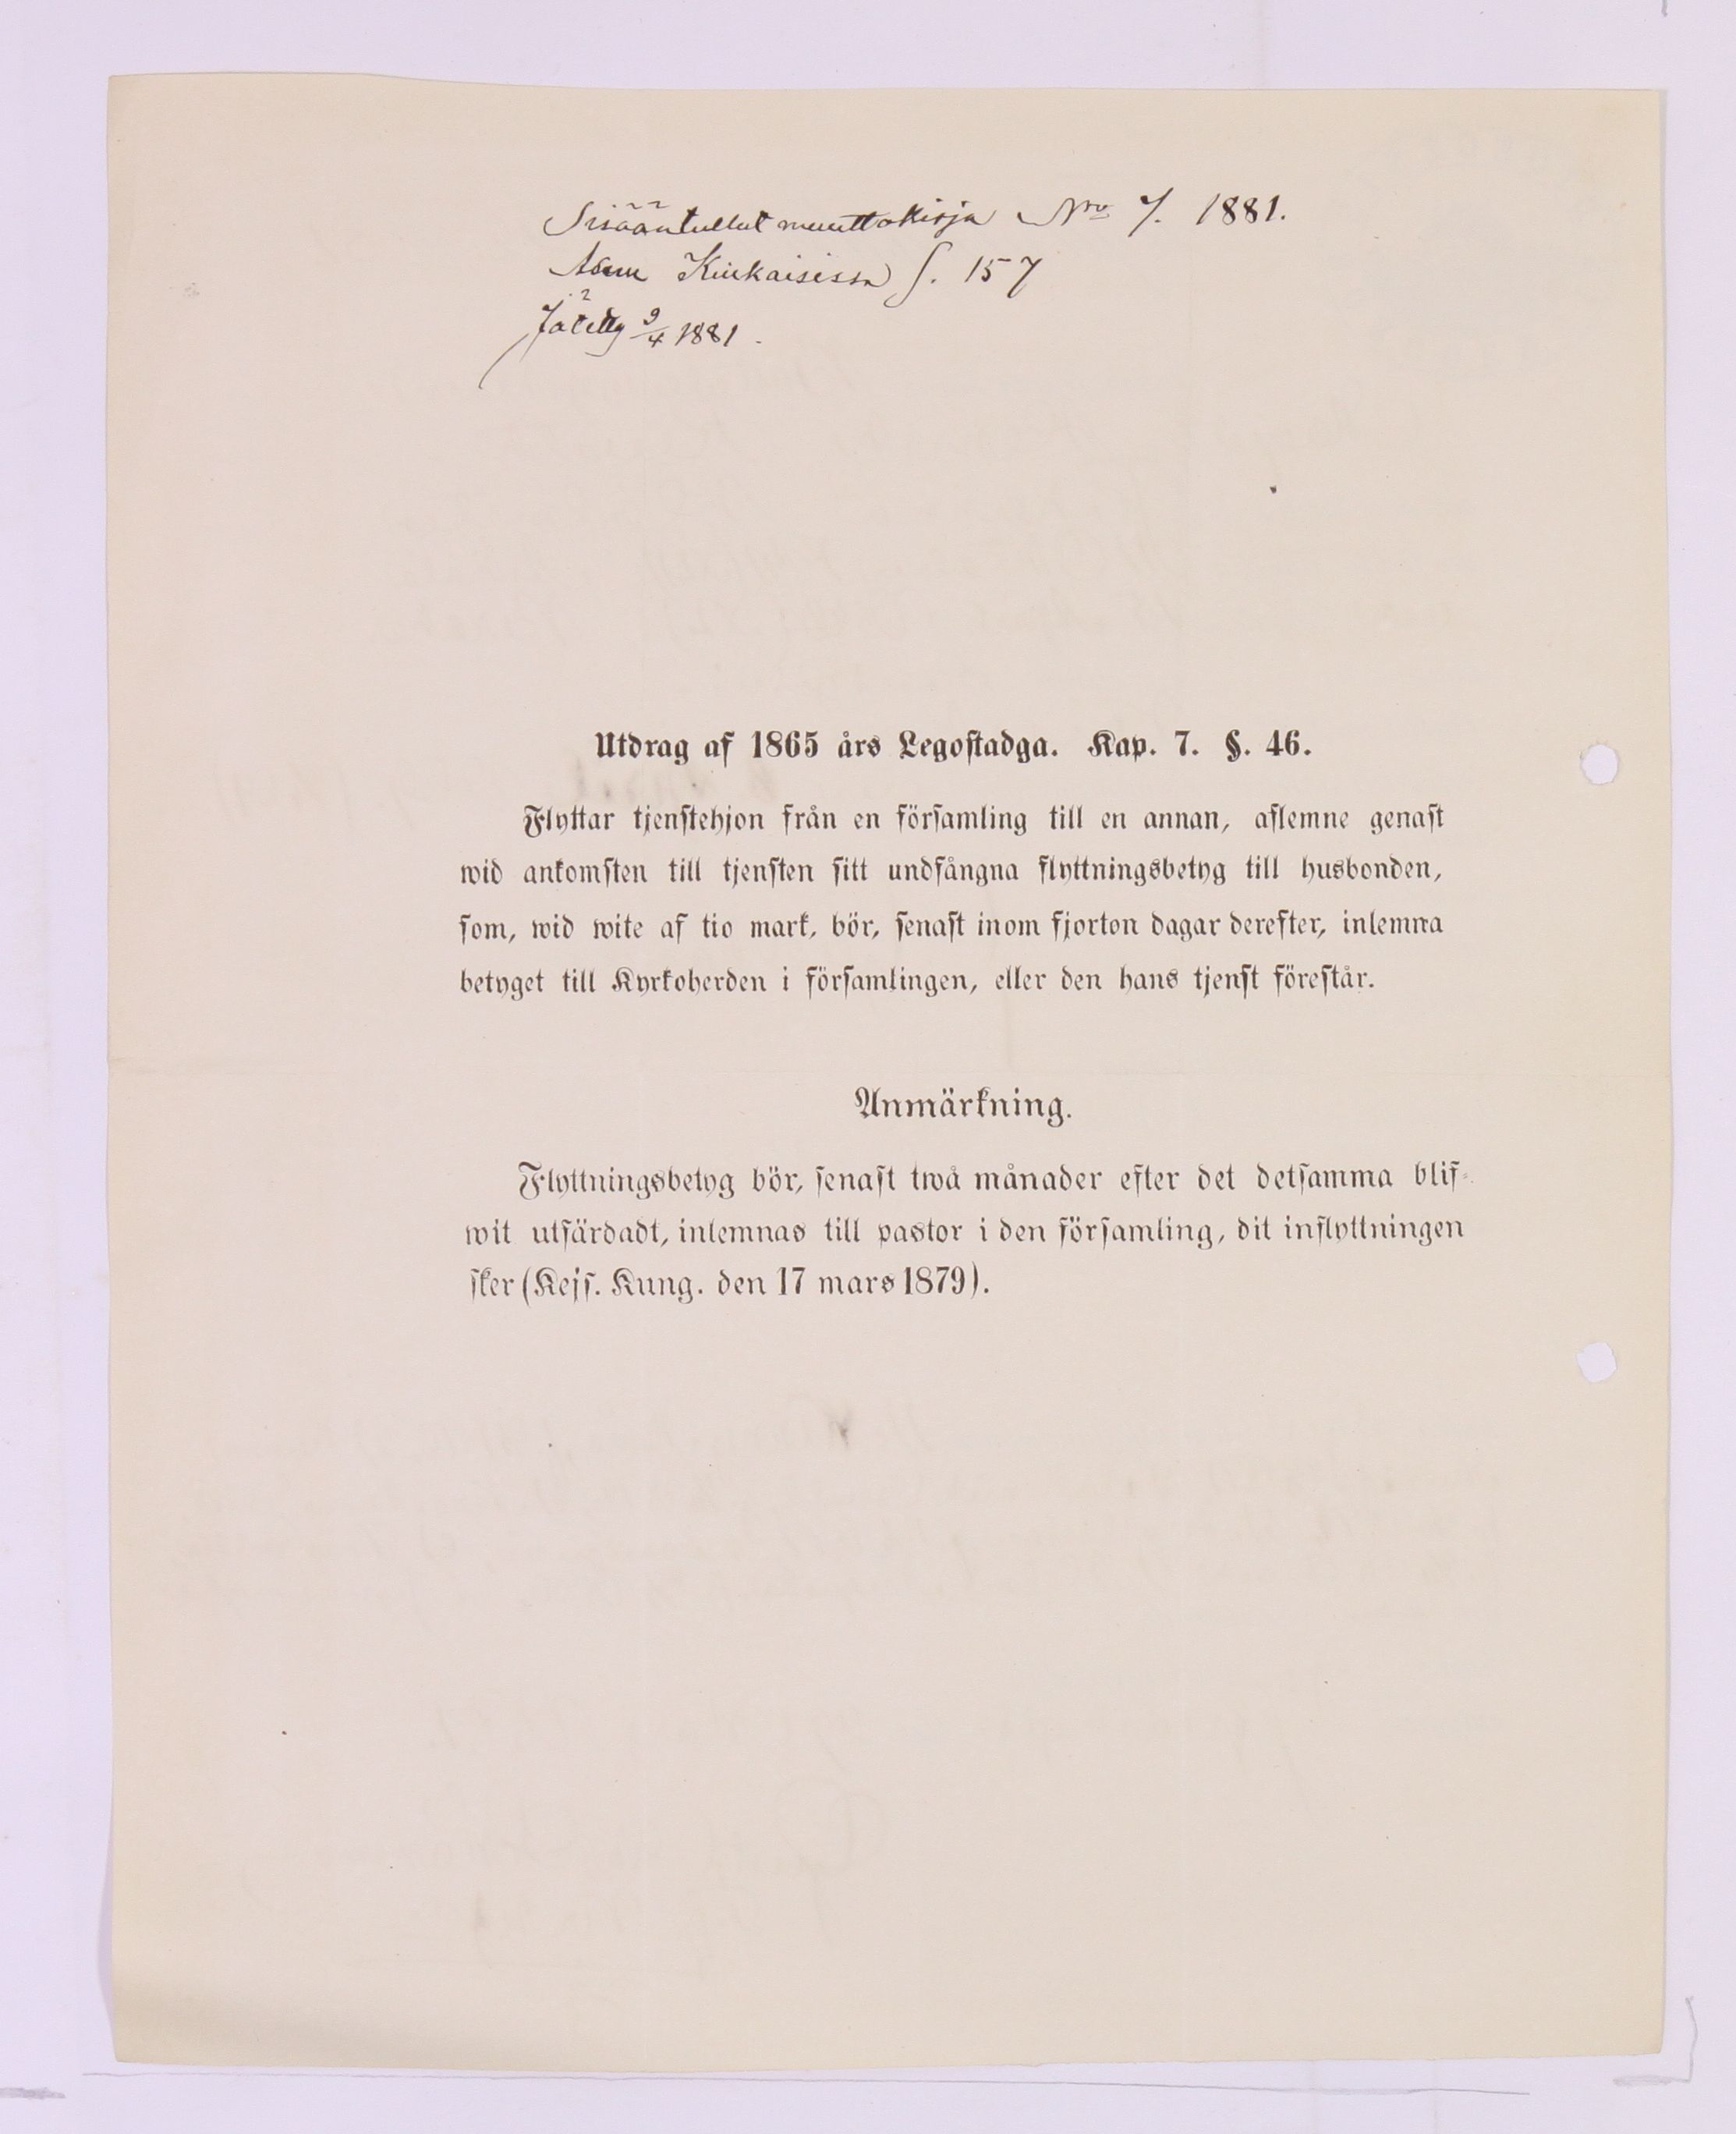 Sisääntullut muuttokirja Nro 7. 1881.
Asuu Kiukaisissa S. 157
Jätetty 9/4 1881.
Utdrag af 1865 års Legostadga. Kap. 7. §. 46.
Flyttar tjenstehjon från en församling till en annan, aflemne genast
wid ankomsten till tjensten sitt undfångna flyttningsbetyg till husbonden,
som, wid wite af tio mark, bör, senast inom fjorton dagar derefter, inlemna
betyget till Kyrkoherden i församlingen, eller den hans tjenst förestår.
Anmärkning.
Flyttningsbetyg bör, senast twå månader efter det detsamma blif-
wit utfärdadt, inlemnas till pastor i den församling, dit inflyttningen
sker (Kejs. Kung. den 17 mars 1879).